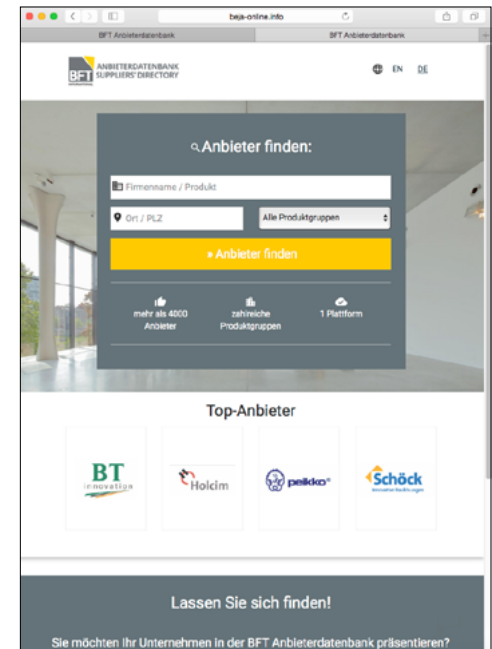 beja-online.info
BFT Anbieterdatenbank
BFT Anbieterdatenbank
BFT
INTERNATIONAL
ANBIETERDATENBANK
SUPPLIERS' DIRECTORY
EN DE
Anbieter finden:
Firmenname / Produkt
Ort / PLZ
Alle Produktgruppen
» Anbieter finden
mehr als 4000
Anbieter
zahlreiche
Produktgruppen
1 Plattform
Top-Anbieter
BT
innovation
Holcim
peikko®
Schöck
Lassen Sie sich finden!
Sie möchten Ihr Unternehmen in der BFT Anbieterdatenbank präsentieren?